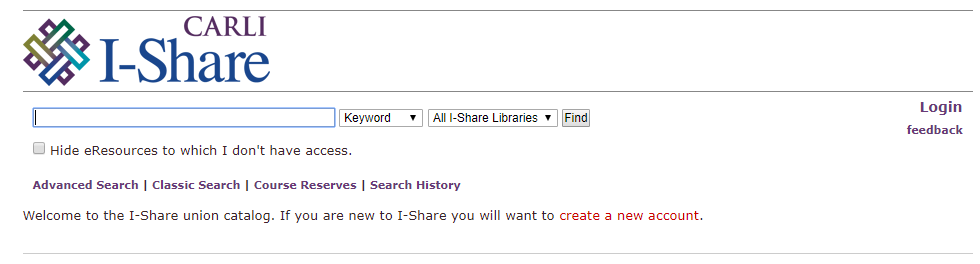 CARLI
I-Share
Keyword All I-Share Libraries Find
Login
feedback
Hide eResources to which I don't have access.
Advanced Search | Classic Search | Course Reserves | Search History
Welcome to the I-Share union catalog. If you are new to I-Share you will want to create a new account.